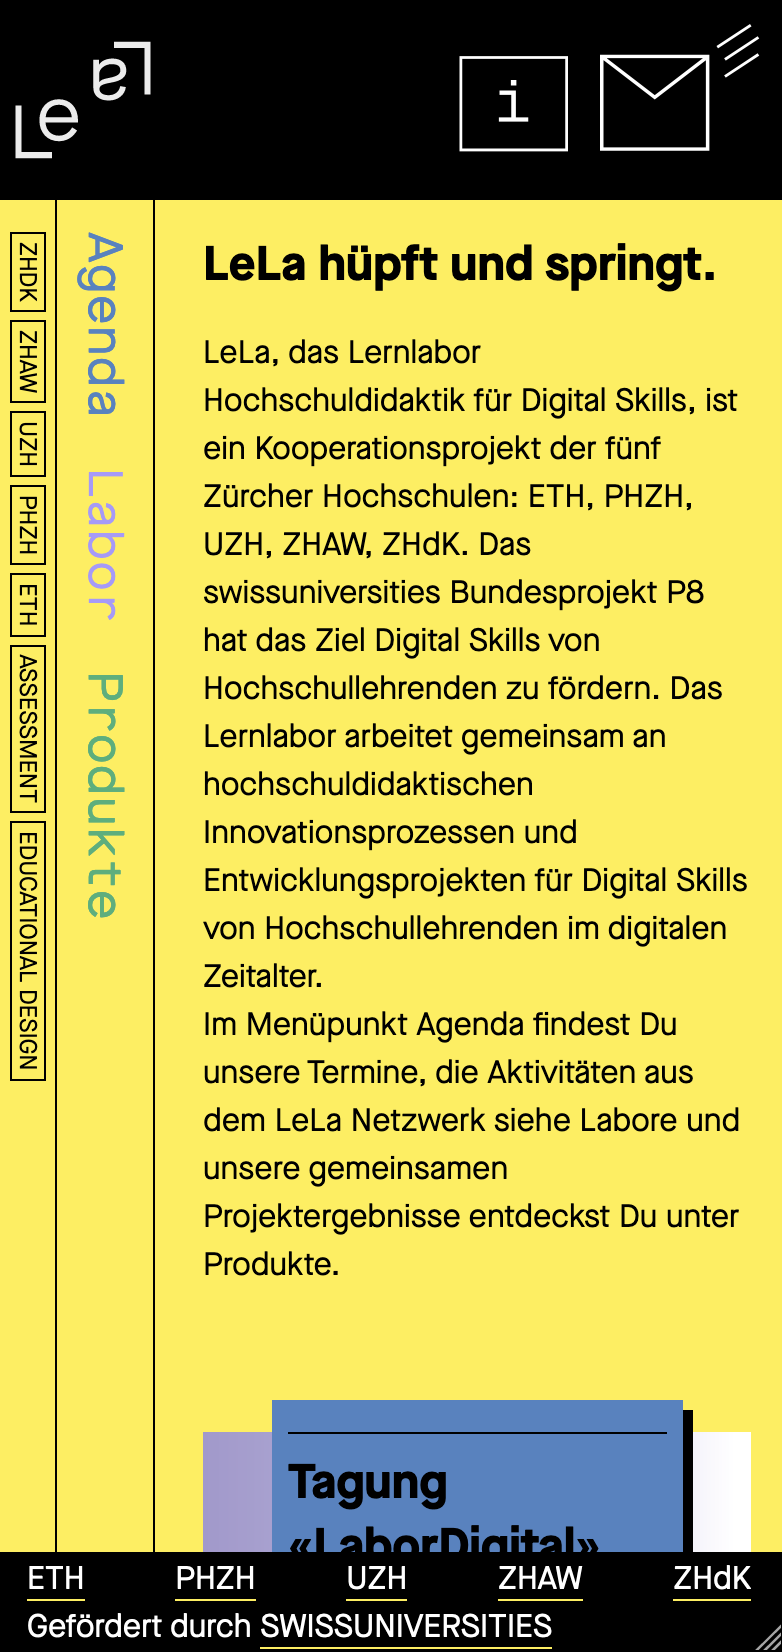 LeLa
i
ZHDK
ZHAW
UZH
PHZH
ETH
ASSESSMENT
EDUCATIONAL DESIGN
Agenda
Labor
Produkte
LeLa hüpft und springt.
LeLa, das Lernlabor
Hochschuldidaktik für Digital Skills, ist
ein Kooperationsprojekt der fünf
Zürcher Hochschulen: ETH, PHZH,
UZH, ZHAW, ZHdK. Das
swissuniversities Bundesprojekt P8
hat das Ziel Digital Skills von
Hochschullehrenden zu fördern. Das
Lernlabor arbeitet gemeinsam an
hochschuldidaktischen
Innovationsprozessen und
Entwicklungsprojekten für Digital Skills
von Hochschullehrenden im digitalen
Zeitalter.
Im Menüpunkt Agenda findest Du
unsere Termine, die Aktivitäten aus
dem LeLa Netzwerk siehe Labore und
unsere gemeinsamen
Projektergebnisse entdeckst Du unter
Produkte.
Tagung
«LaborDigital»
ETH PHZH UZH ZHAW ZHdK
Gefördert durch SWISSUNIVERSITIES